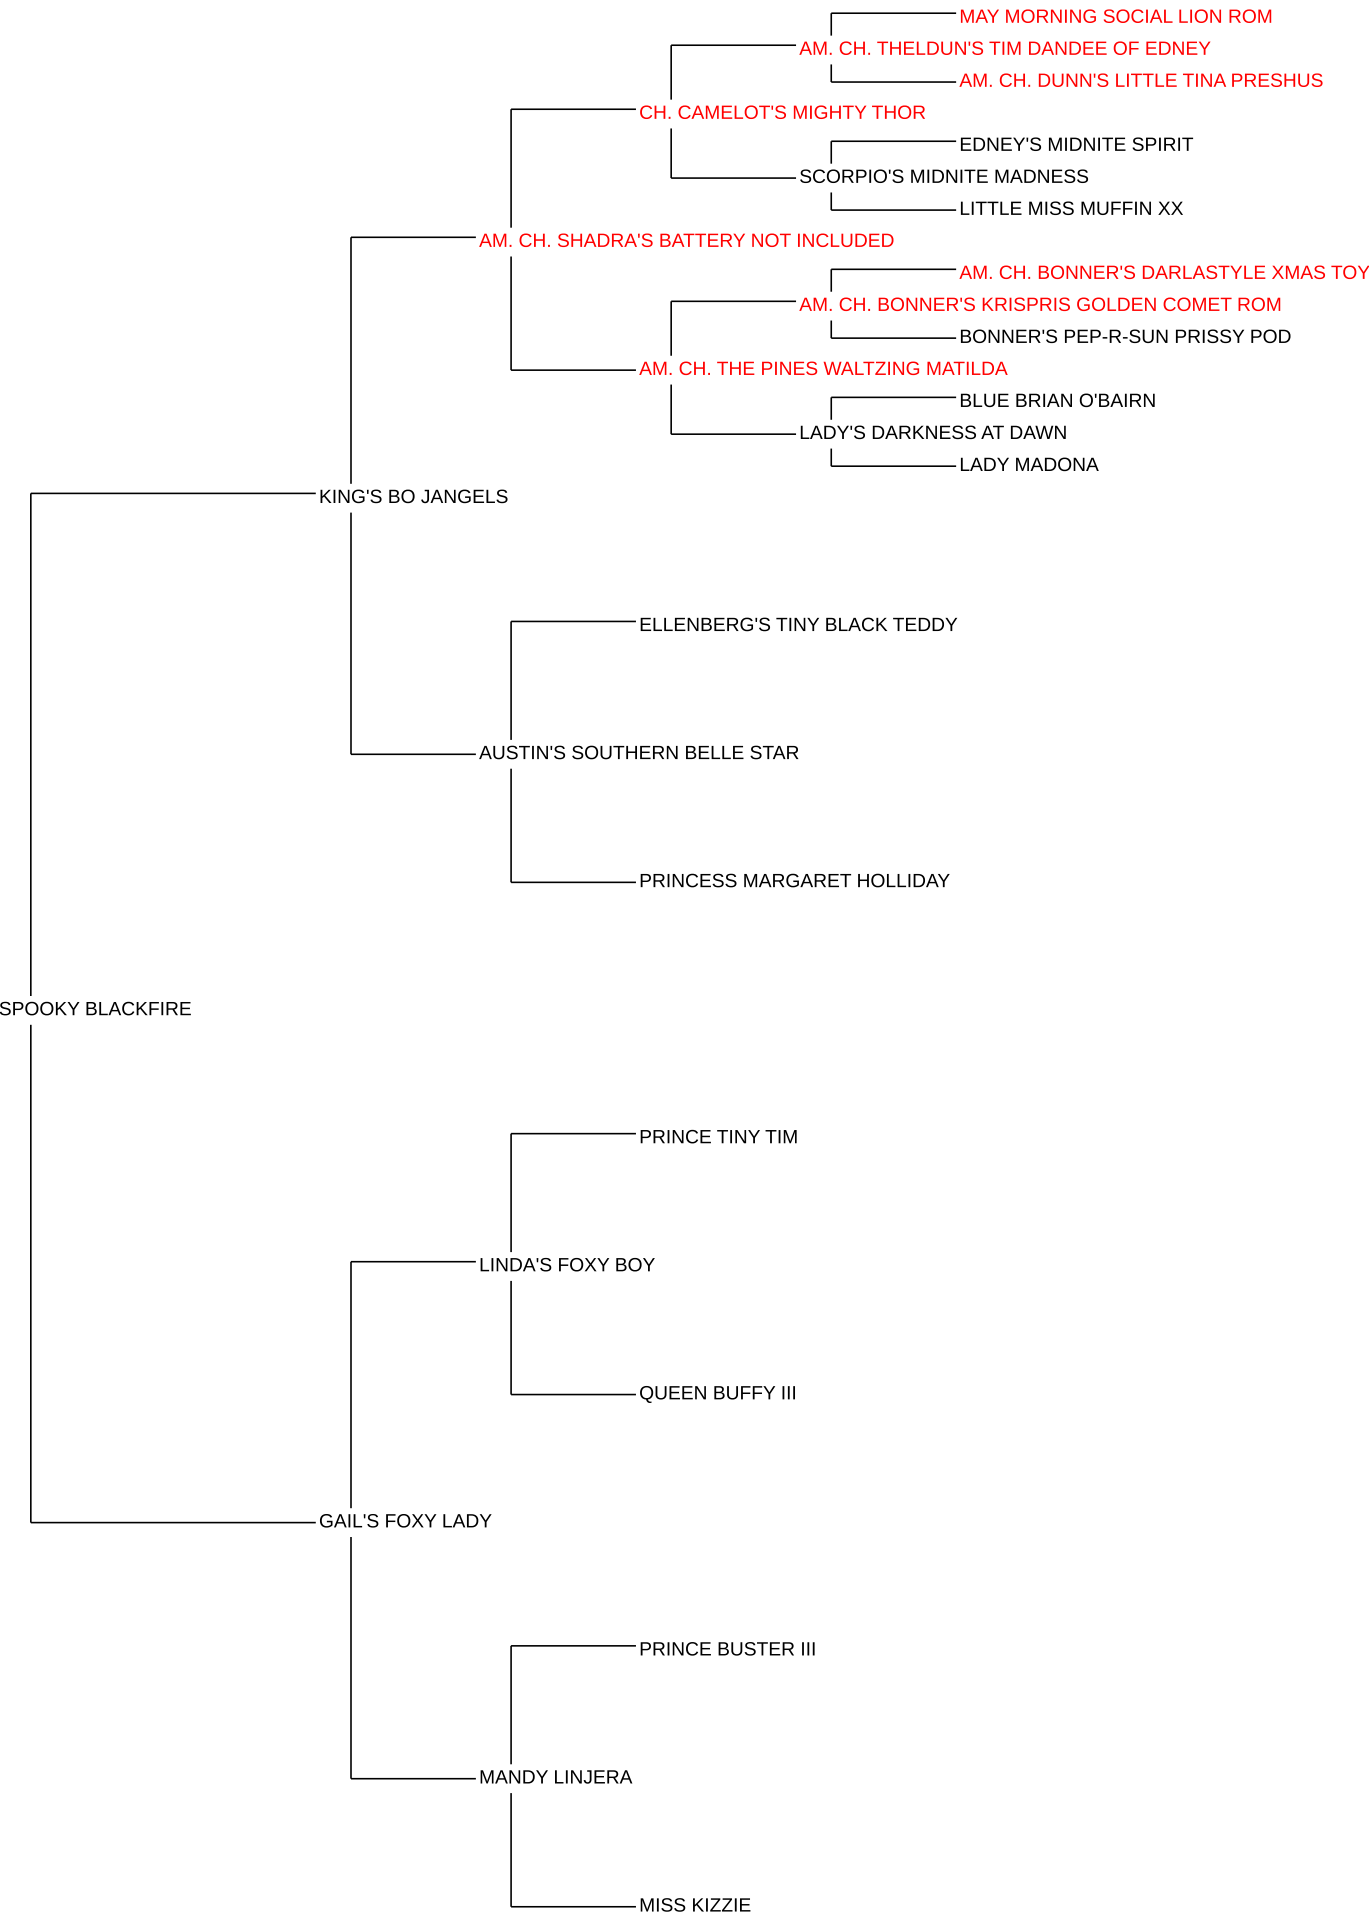 MAY MORNING SOCIAL LION ROM
AM. CH. THELDUN'S TIM DANDEE OF EDNEY
AM. CH. DUNN'S LITTLE TINA PRESHUS
CH. CAMELOT'S MIGHTY THOR
EDNEY'S MIDNITE SPIRIT
SCORPIO'S MIDNITE MADNESS
LITTLE MISS MUFFIN XX
AM. CH. SHADRA'S BATTERY NOT INCLUDED
AM. CH. BONNER'S DARLASTYLE XMAS TOY
AM. CH. BONNER'S KRISPRIS GOLDEN COMET ROM
BONNER'S PEP-R-SUN PRISSY POD
AM. CH. THE PINES WALTZING MATILDA
BLUE BRIAN O'BAIRN
LADY'S DARKNESS AT DAWN
LADY MADONA
KING'S BO JANGELS
ELLENBERG'S TINY BLACK TEDDY
AUSTIN'S SOUTHERN BELLE STAR
PRINCESS MARGARET HOLLIDAY
SPOOKY BLACKFIRE
PRINCE TINY TIM
LINDA'S FOXY BOY
QUEEN BUFFY III
GAIL'S FOXY LADY
PRINCE BUSTER III
MANDY LINJERA
MISS KIZZIE